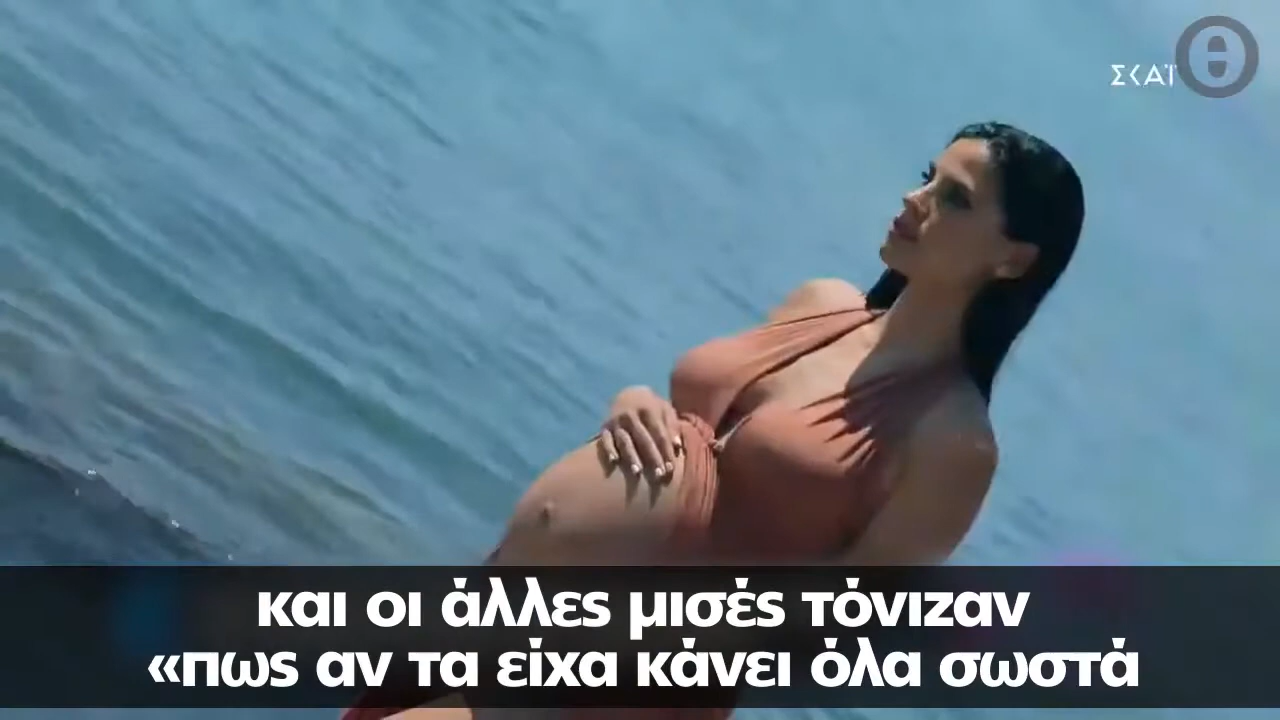 ΣΚΑΪ
και οι άλλες μισές τόνιζαν
«πως αν τα είχα κάνει όλα σωστά